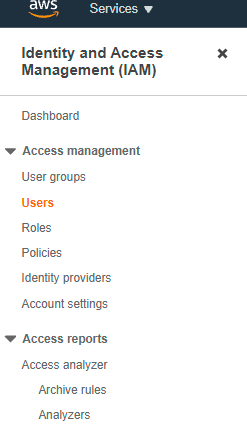 aws
Services
Identity and Access
Management (IAM)
Dashboard
Access management
User groups
Users
Roles
Policies
Identity providers
Account settings
Access reports
Access analyzer
Archive rules
Analyzers